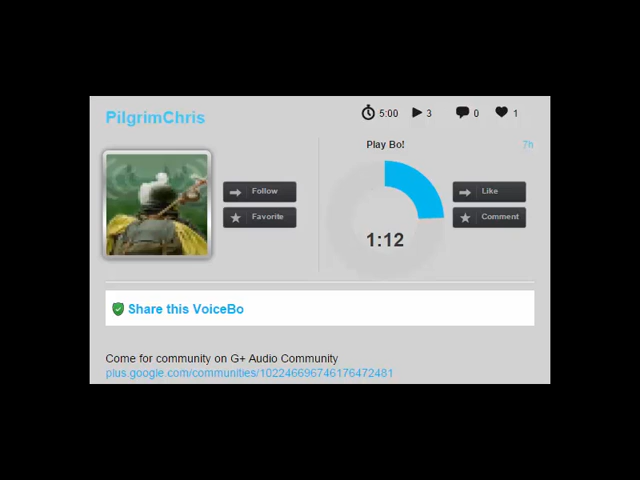 PilgrimChris
5:00 3 0 1
Play Bo! 7h
Follow
Favorite
Like
Comment
1:12
Share this VoiceBo
Come for community on G+ Audio Community
plus.google.com/communities/102246696746176472481